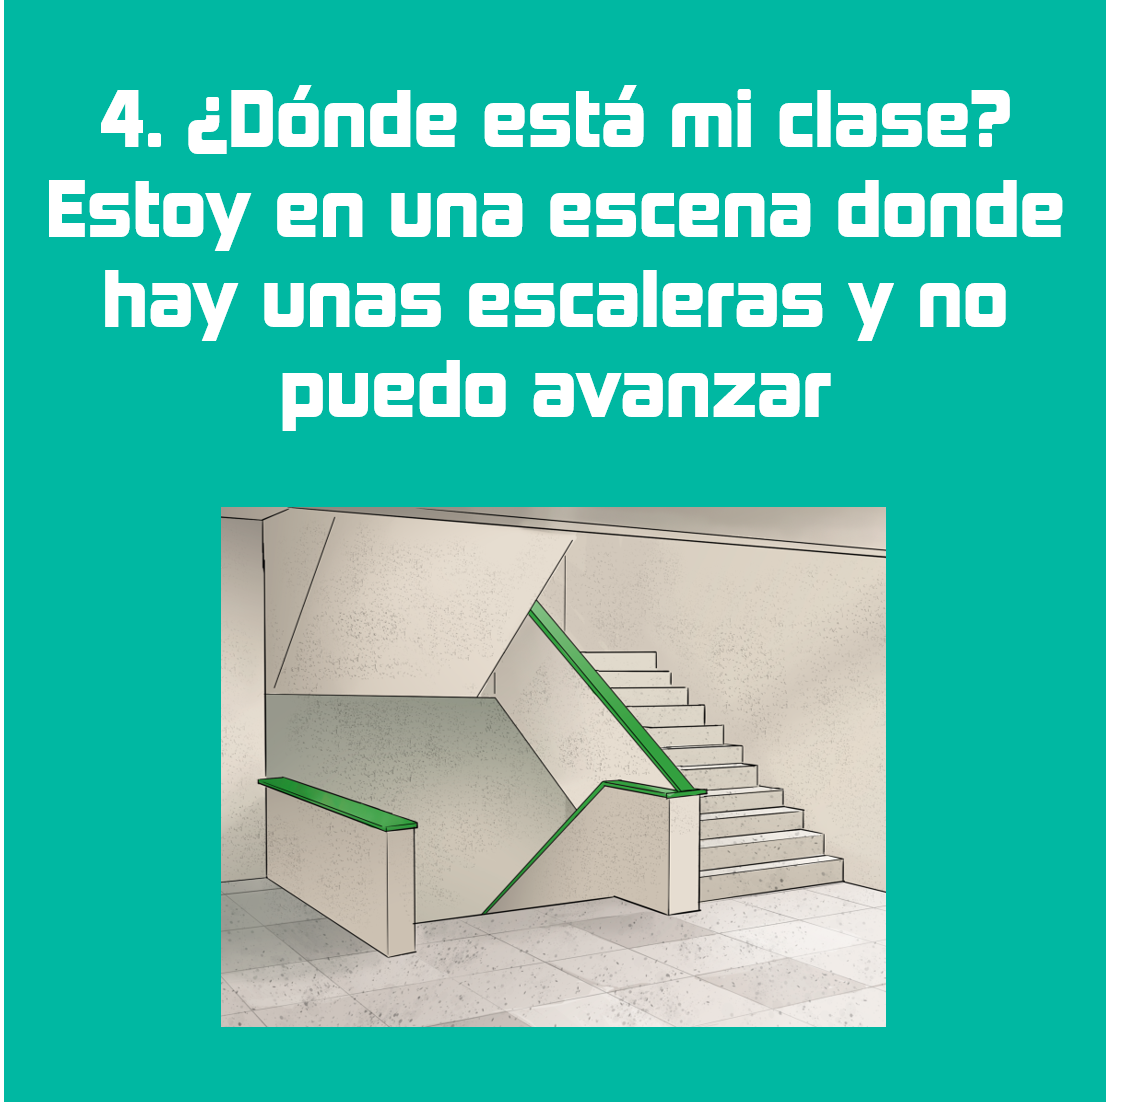 4. ¿Dónde está mi clase?
Estoy en una escena donde
hay unas escaleras y no
puedo avanzar